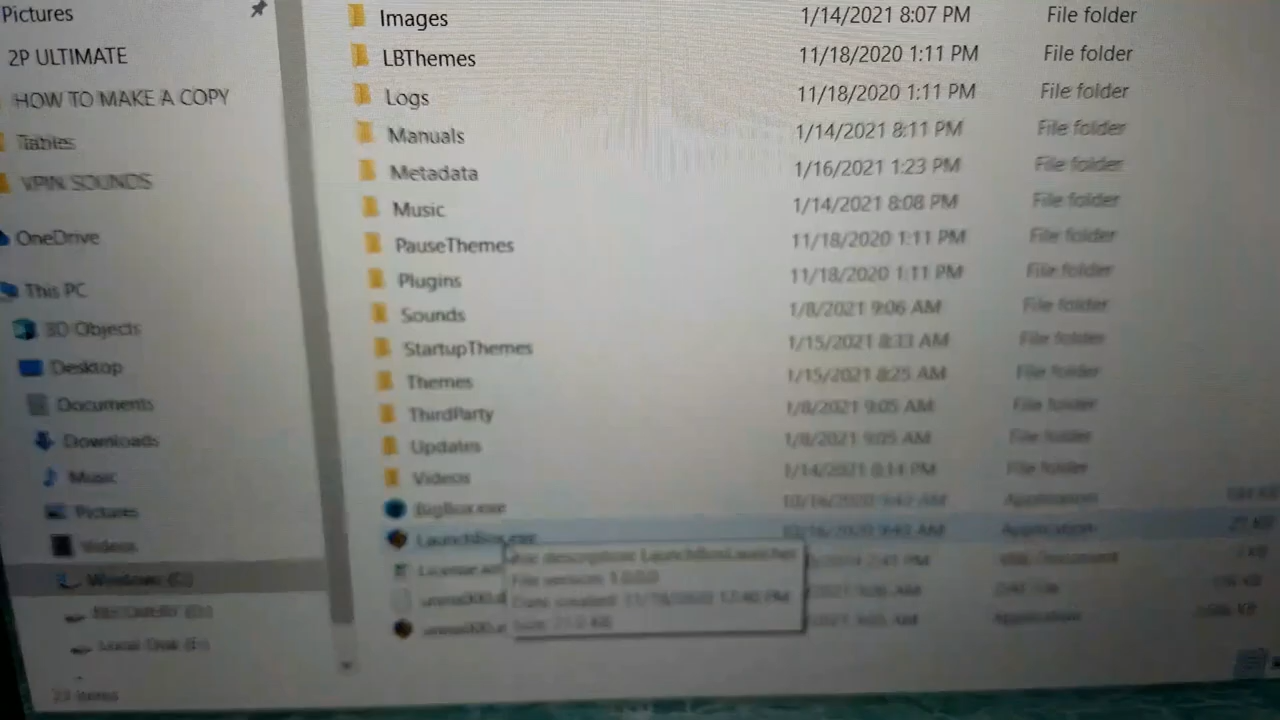 Pictures
2P ULTIMATE
HOW TO MAKE A COPY
Tables
VPIN SOUNDS
OneDrive
This PC
3D Objects
Desktop
Documents
Downloads
Music
Pictures
Videos
Windows (C:)
RECOVERY (D:)
Local Disk (E:)
Images 1/14/2021 8:07 PM File folder
LBThemes 11/18/2020 1:11 PM File folder
Logs 11/18/2020 1:11 PM File folder
Manuals 1/14/2021 8:11 PM File folder
Metadata 1/16/2021 1:23 PM File folder
Music 1/14/2021 8:08 PM File folder
PauseThemes 11/18/2020 1:11 PM File folder
Plugins 11/18/2020 1:11 PM File folder
Sounds 1/8/2021 9:06 AM File folder
StartupThemes 1/15/2021 8:33 AM File folder
Themes 1/15/2021 8:25 AM File folder
ThirdParty 1/8/2021 9:05 AM File folder
Updates 1/8/2021 9:05 AM File folder
Videos 1/14/2021 8:14 PM File folder
BigBox.exe Application
LaunchBox.exe Application
File description: LaunchBoxLauncher
File version: 1.0.0.0
Application